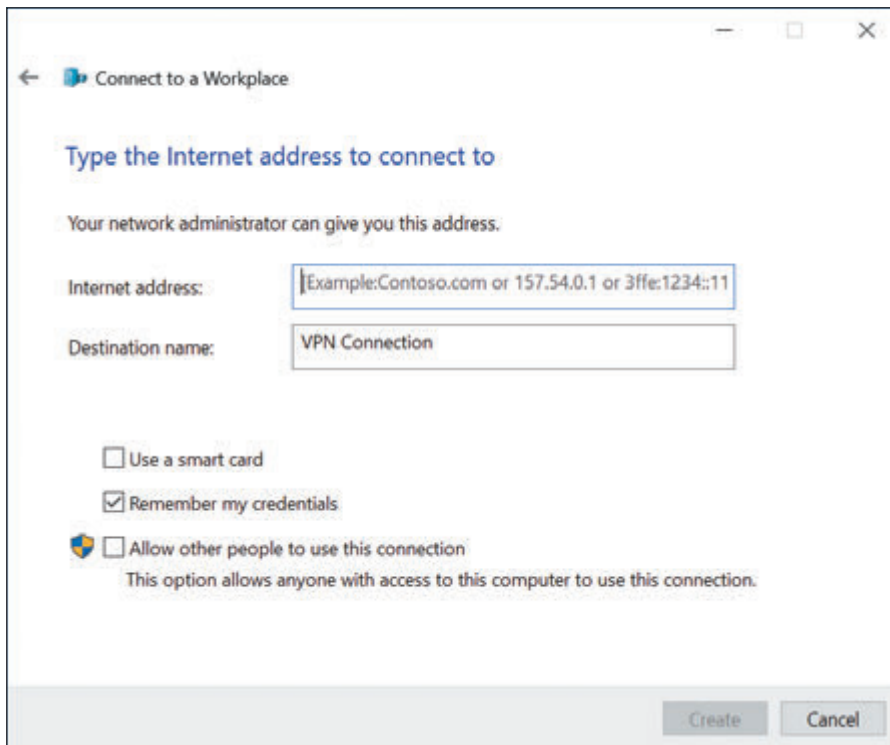 Connect to a Workplace
Type the Internet address to connect to
Your network administrator can give you this address.
Internet address: [Example:Contoso.com or 157.54.0.1 or 3ffe:1234::11
Destination name: VPN Connection
Use a smart card
Remember my credentials
Allow other people to use this connection
This option allows anyone with access to this computer to use this connection.
Create Cancel